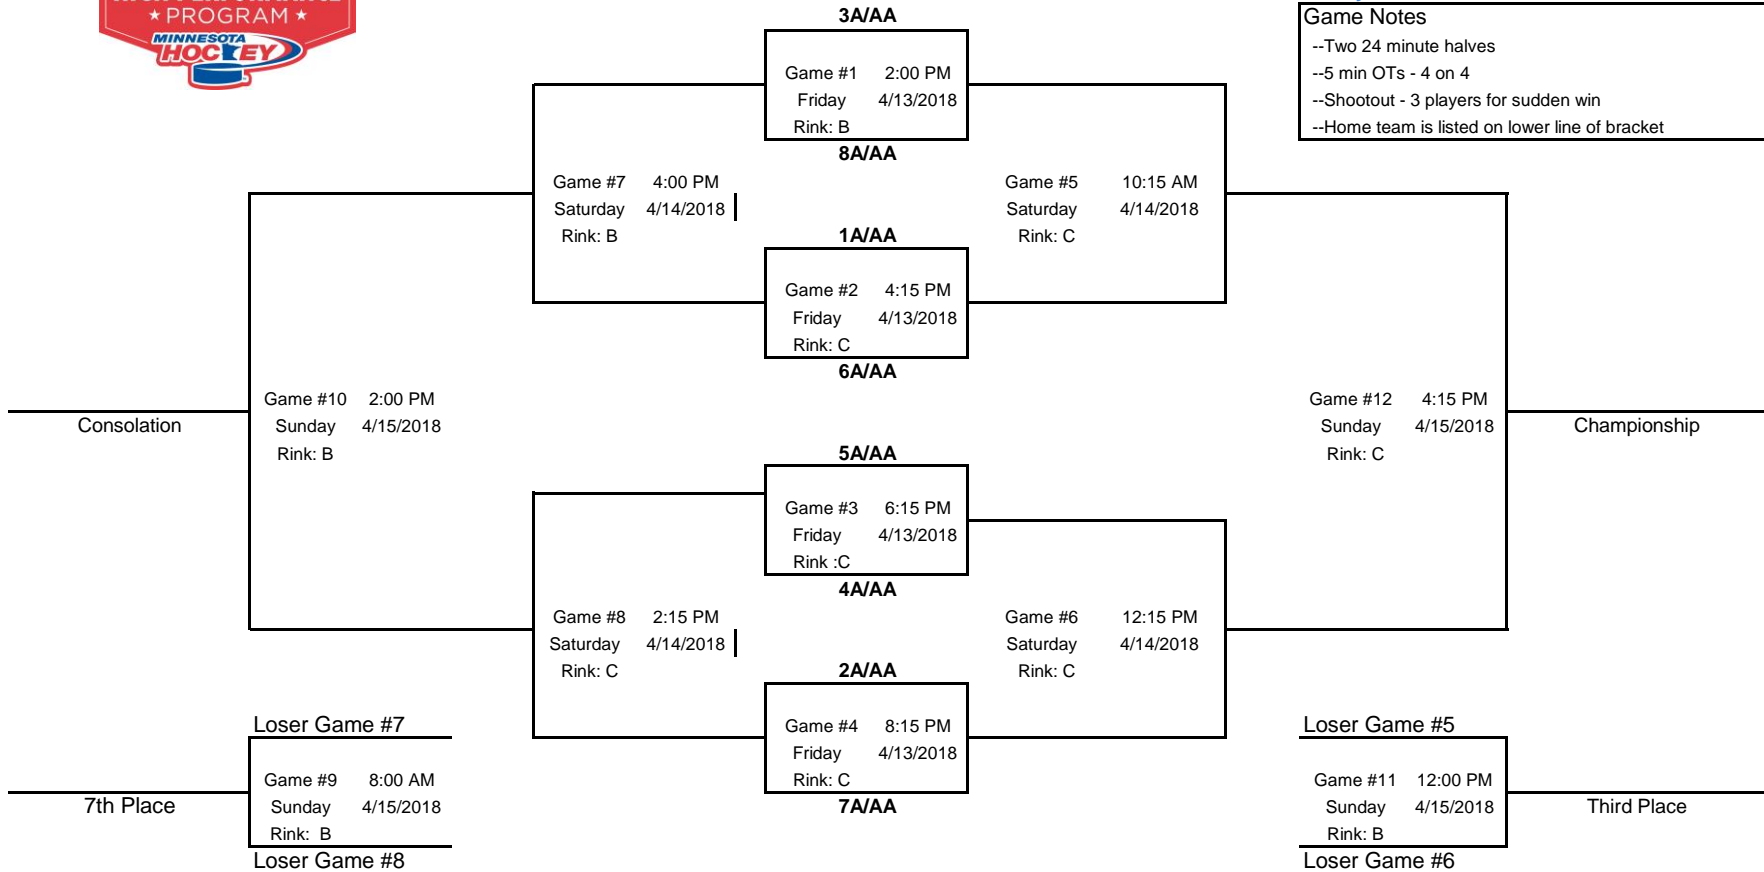 ★ PROGRAM ★
MINNESOTA
HOCKEY
3A/AA
Game Notes
--Two 24 minute halves
--5 min OTs - 4 on 4
--Shootout - 3 players for sudden win
--Home team is listed on lower line of bracket
Game #1 2:00 PM
Friday 4/13/2018
Rink: B
8A/AA
Game #7 4:00 PM
Saturday 4/14/2018
Rink: B
Game #5 10:15 AM
Saturday 4/14/2018
Rink: C
1A/AA
Game #2 4:15 PM
Friday 4/13/2018
Rink: C
6A/AA
Game #10 2:00 PM
Sunday 4/15/2018
Rink: B
Consolation
Game #12 4:15 PM
Sunday 4/15/2018
Rink: C
Championship
5A/AA
Game #3 6:15 PM
Friday 4/13/2018
Rink :C
4A/AA
Game #8 2:15 PM
Saturday 4/14/2018
Rink: C
Game #6 12:15 PM
Saturday 4/14/2018
Rink: C
2A/AA
Game #4 8:15 PM
Friday 4/13/2018
Rink: C
7A/AA
Loser Game #7
Game #9 8:00 AM
Sunday 4/15/2018
Rink: B
Loser Game #8
7th Place
Loser Game #5
Game #11 12:00 PM
Sunday 4/15/2018
Rink: B
Loser Game #6
Third Place